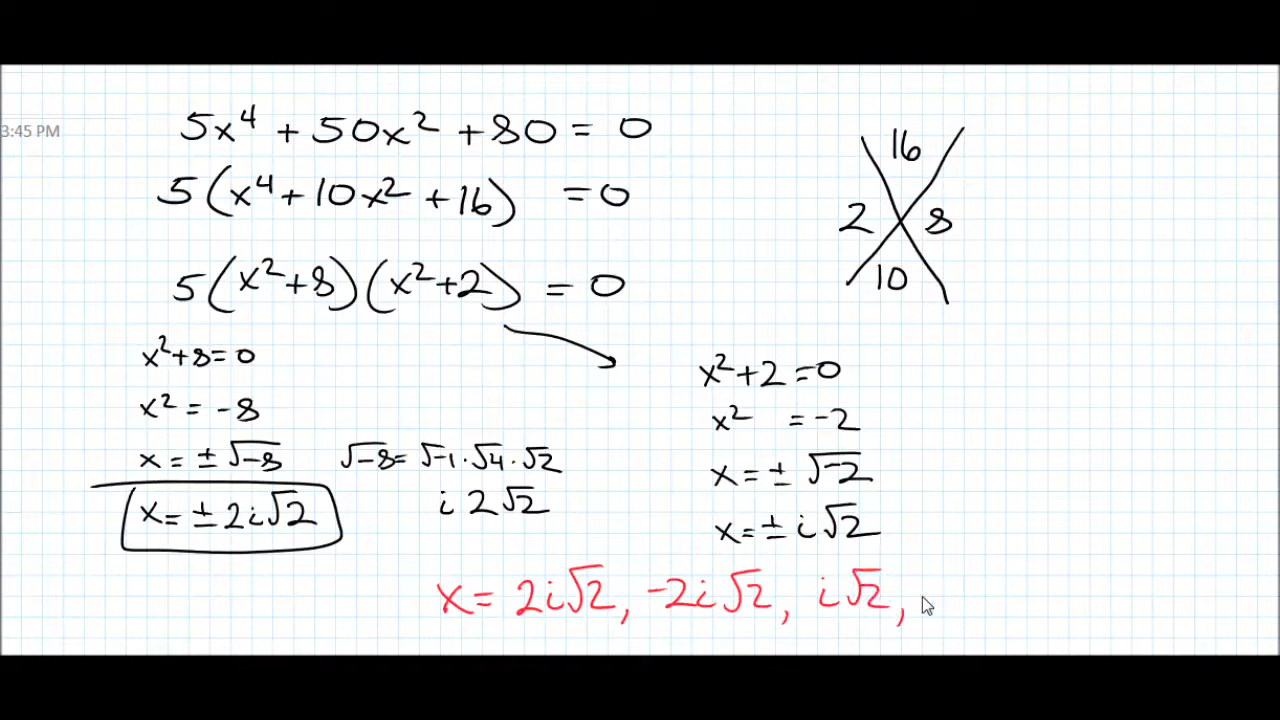 3:45 PM
5x⁴ + 50x² + 80 = 0
5(x⁴ + 10x² + 16) = 0
5(x²+8)(x²+2) = 0
16
2 8
10
x²+8=0
x² = -8
x = ± √-8
x = ± 2i√2
√-8 = √-1 · √4 · √2
i 2√2
x² + 2 = 0
x² = -2
x = ± √-2
x = ± i √2
x = 2i√2, -2i√2, i√2,